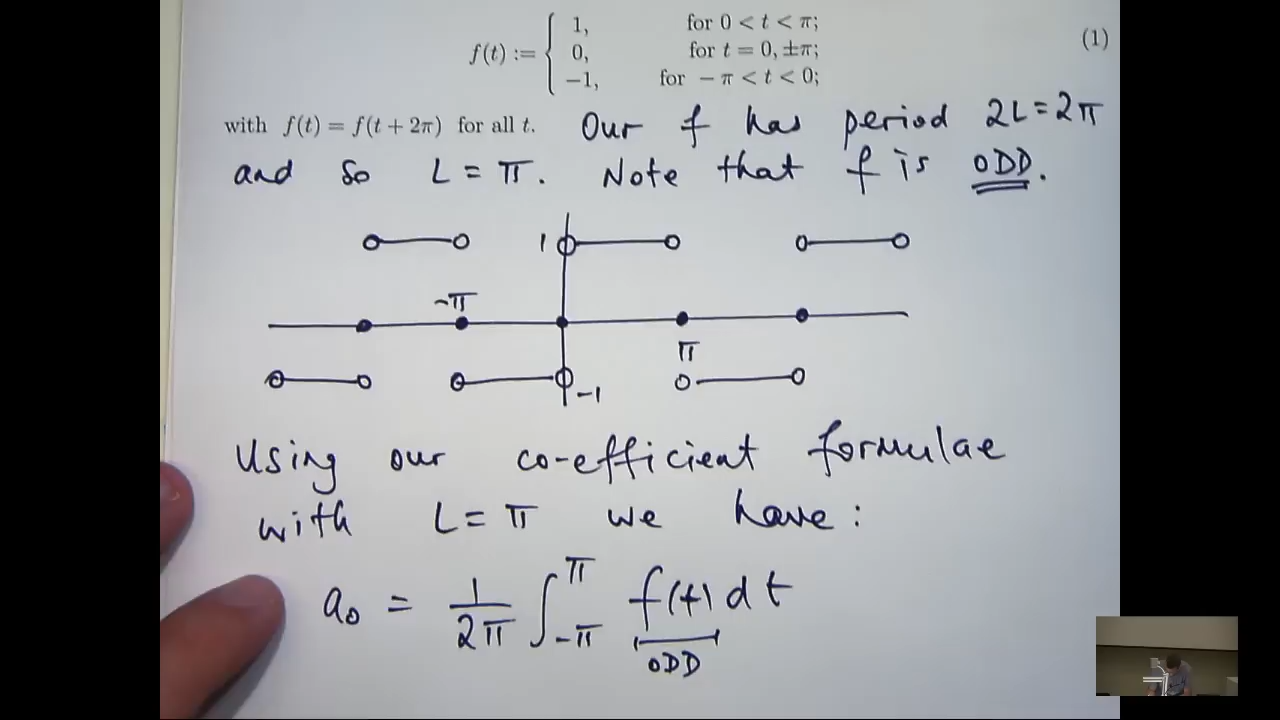 f(t) := { 1, for 0 < t < π;
0, for t = 0, ±π;
−1, for − π < t < 0;
(1)
with f(t) = f(t + 2π) for all t. Our f has period 2L = 2π
and so L = π. Note that f is ODD.
1
-π
π
-1
Using our co-efficient formulae
with L = π we have:
a₀ = 1/2π ∫_{-π}^{π} f(t) dt
ODD